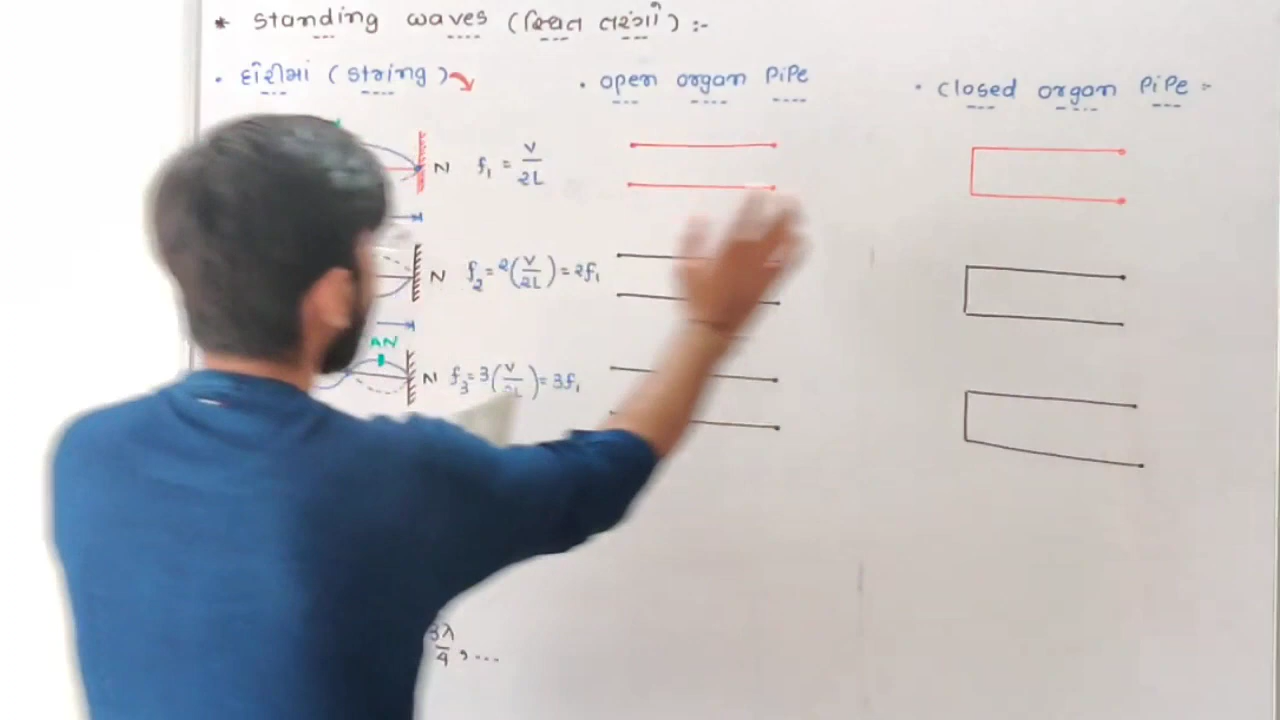 * Standing waves (સ્થિત તરંગો) :-
• દોરીમાં (string)
• open organ PiPe
• closed organ PiPe :-
N f₁ = v/2L
N f₂ = 2(v/2L) = 2f₁
AN
N f₃ = 3(v/2L) = 3f₁
3λ/4 , ...